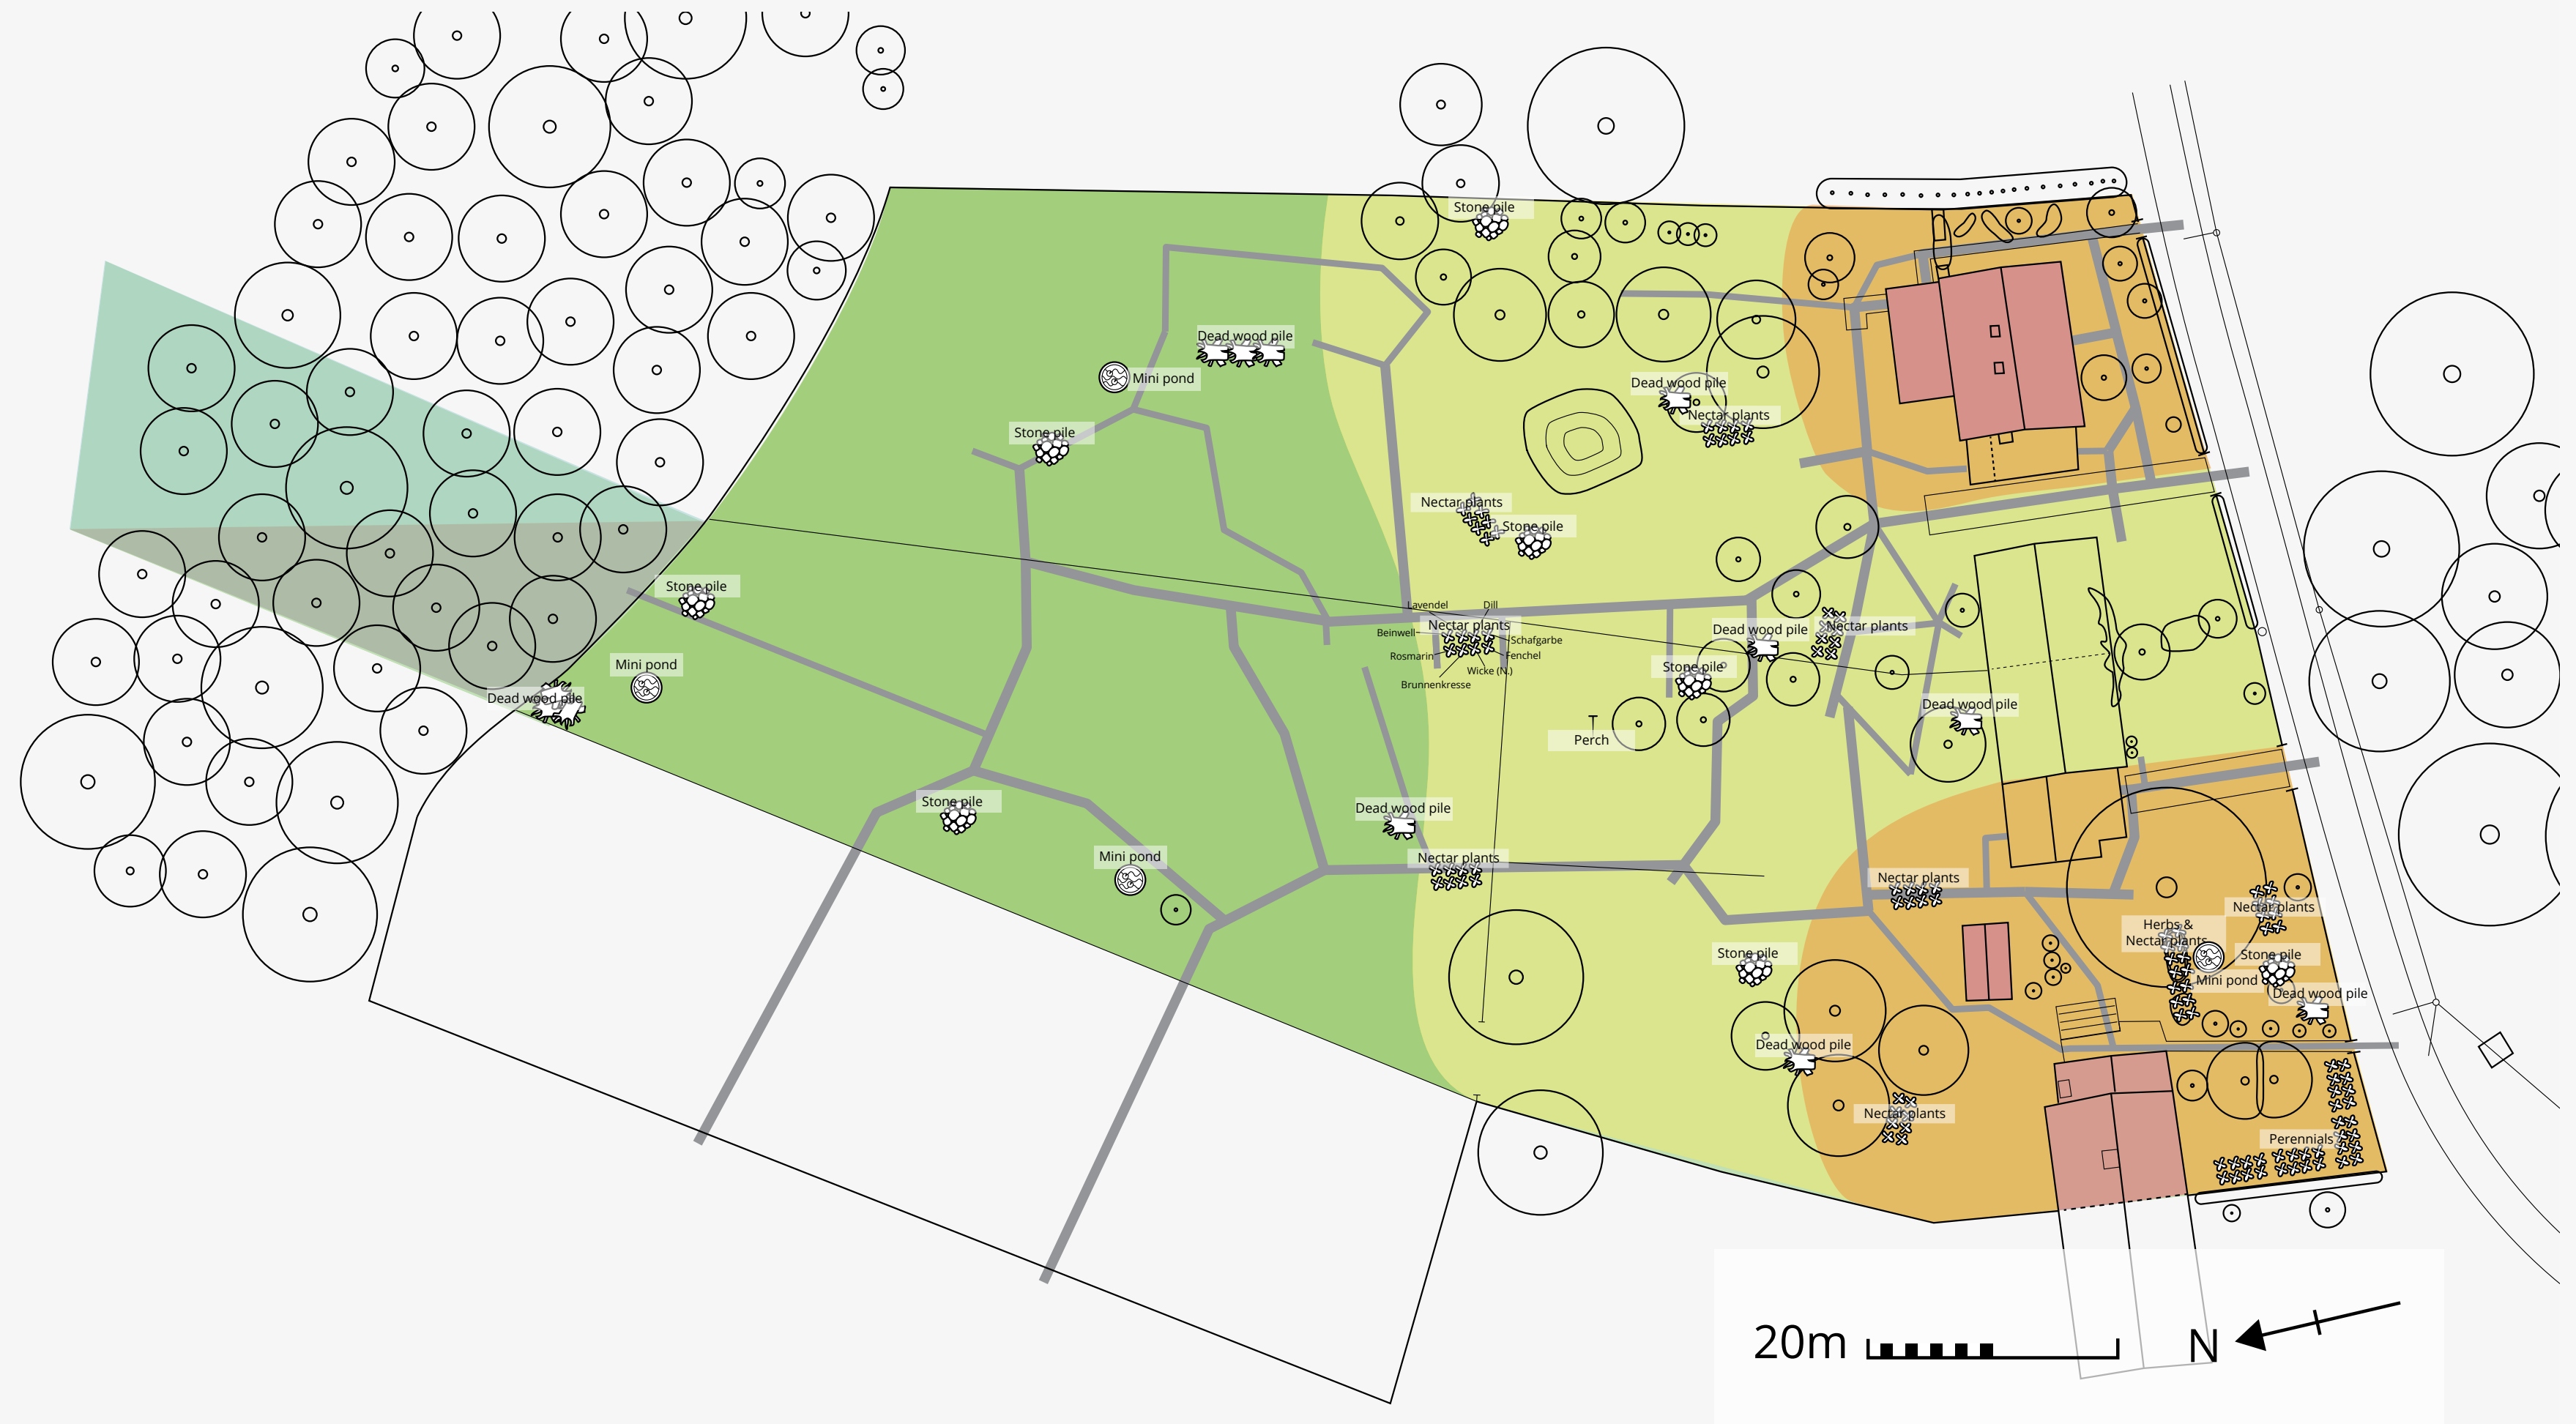 Stone pile
Dead wood pile
Mini pond
Dead wood pile
Nectar plants
Stone pile
Nectar plants
Stone pile
Stone pile
Lavendel
Dill
Nectar plants
Beinwell
Schafgarbe
Rosmarin
Fenchel
Wicke (N.)
Brunnenkresse
Dead wood pile
Nectar plants
Mini pond
Stone pile
Dead wood pile
Dead wood pile
Perch
Stone pile
Dead wood pile
Mini pond
Nectar plants
Nectar plants
Nectar plants
Herbs &
Nectar plants
Stone pile
Stone pile
Mini pond
Dead wood pile
Dead wood pile
Nectar plants
Perennials
20m
N